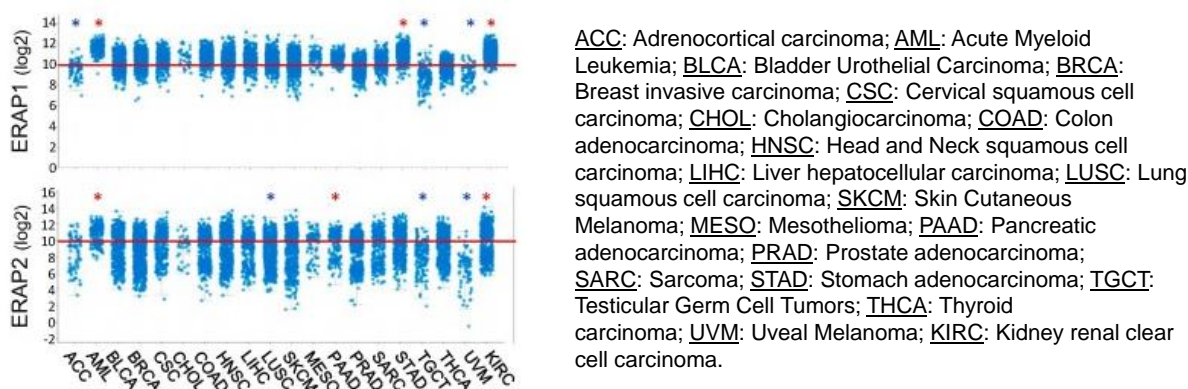 14
12
10
8
6
4
2
0
ERAP1 (log2)
* * * * * *
16
14
12
10
8
6
4
2
0
-2
ERAP2 (log2)
* * * * * *
ACC
AML
BLCA
BRCA
CSC
CHOL
COAD
HNSC
LIHC
LUSC
SKCM
MESO
PAAD
PRAD
SARC
STAD
TGCT
THCA
UVM
KIRC
ACC: Adrenocortical carcinoma; AML: Acute Myeloid
Leukemia; BLCA: Bladder Urothelial Carcinoma; BRCA:
Breast invasive carcinoma; CSC: Cervical squamous cell
carcinoma; CHOL: Cholangiocarcinoma; COAD: Colon
adenocarcinoma; HNSC: Head and Neck squamous cell
carcinoma; LIHC: Liver hepatocellular carcinoma; LUSC: Lung
squamous cell carcinoma; SKCM: Skin Cutaneous
Melanoma; MESO: Mesothelioma; PAAD: Pancreatic
adenocarcinoma; PRAD: Prostate adenocarcinoma;
SARC: Sarcoma; STAD: Stomach adenocarcinoma; TGCT:
Testicular Germ Cell Tumors; THCA: Thyroid
carcinoma; UVM: Uveal Melanoma; KIRC: Kidney renal clear
cell carcinoma.